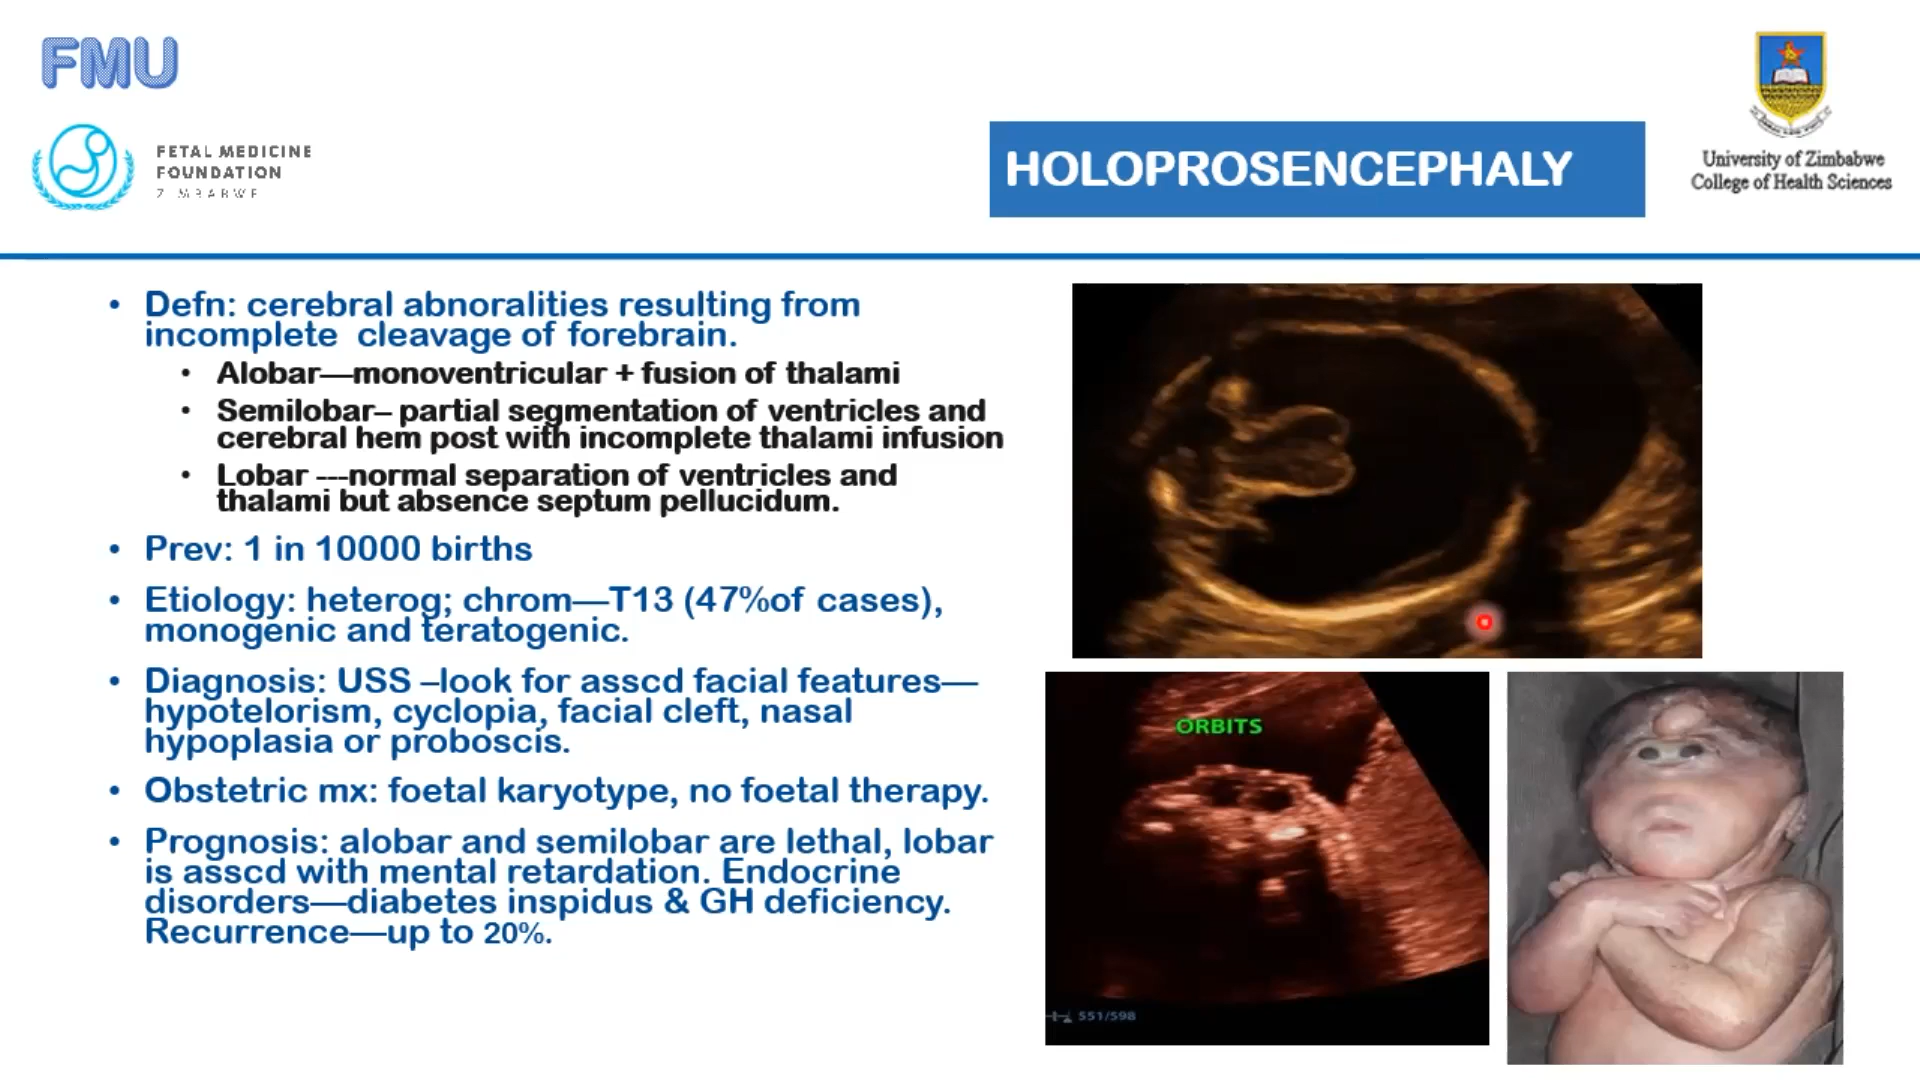 FMU
FETAL MEDICINE
FOUNDATION
ZIMBABWE
HOLOPROSENCEPHALY
University of Zimbabwe
College of Health Sciences
• Defn: cerebral abnoralities resulting from
incomplete cleavage of forebrain.
• Alobar—monoventricular + fusion of thalami
• Semilobar– partial segmentation of ventricles and
cerebral hem post with incomplete thalami infusion
• Lobar ---normal separation of ventricles and
thalami but absence septum pellucidum.
• Prev: 1 in 10000 births
• Etiology: heterog; chrom—T13 (47%of cases),
monogenic and teratogenic.
• Diagnosis: USS –look for asscd facial features—
hypotelorism, cyclopia, facial cleft, nasal
hypoplasia or proboscis.
• Obstetric mx: foetal karyotype, no foetal therapy.
• Prognosis: alobar and semilobar are lethal, lobar
is asscd with mental retardation. Endocrine
disorders—diabetes inspidus & GH deficiency.
Recurrence—up to 20%.
ORBITS
551/598